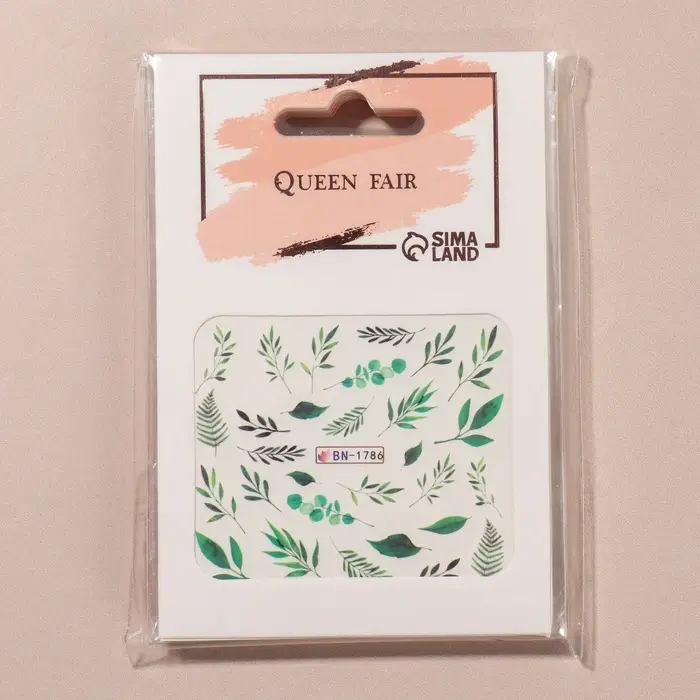 QUEEN FAIR
SIMA
LAND
BN-1786